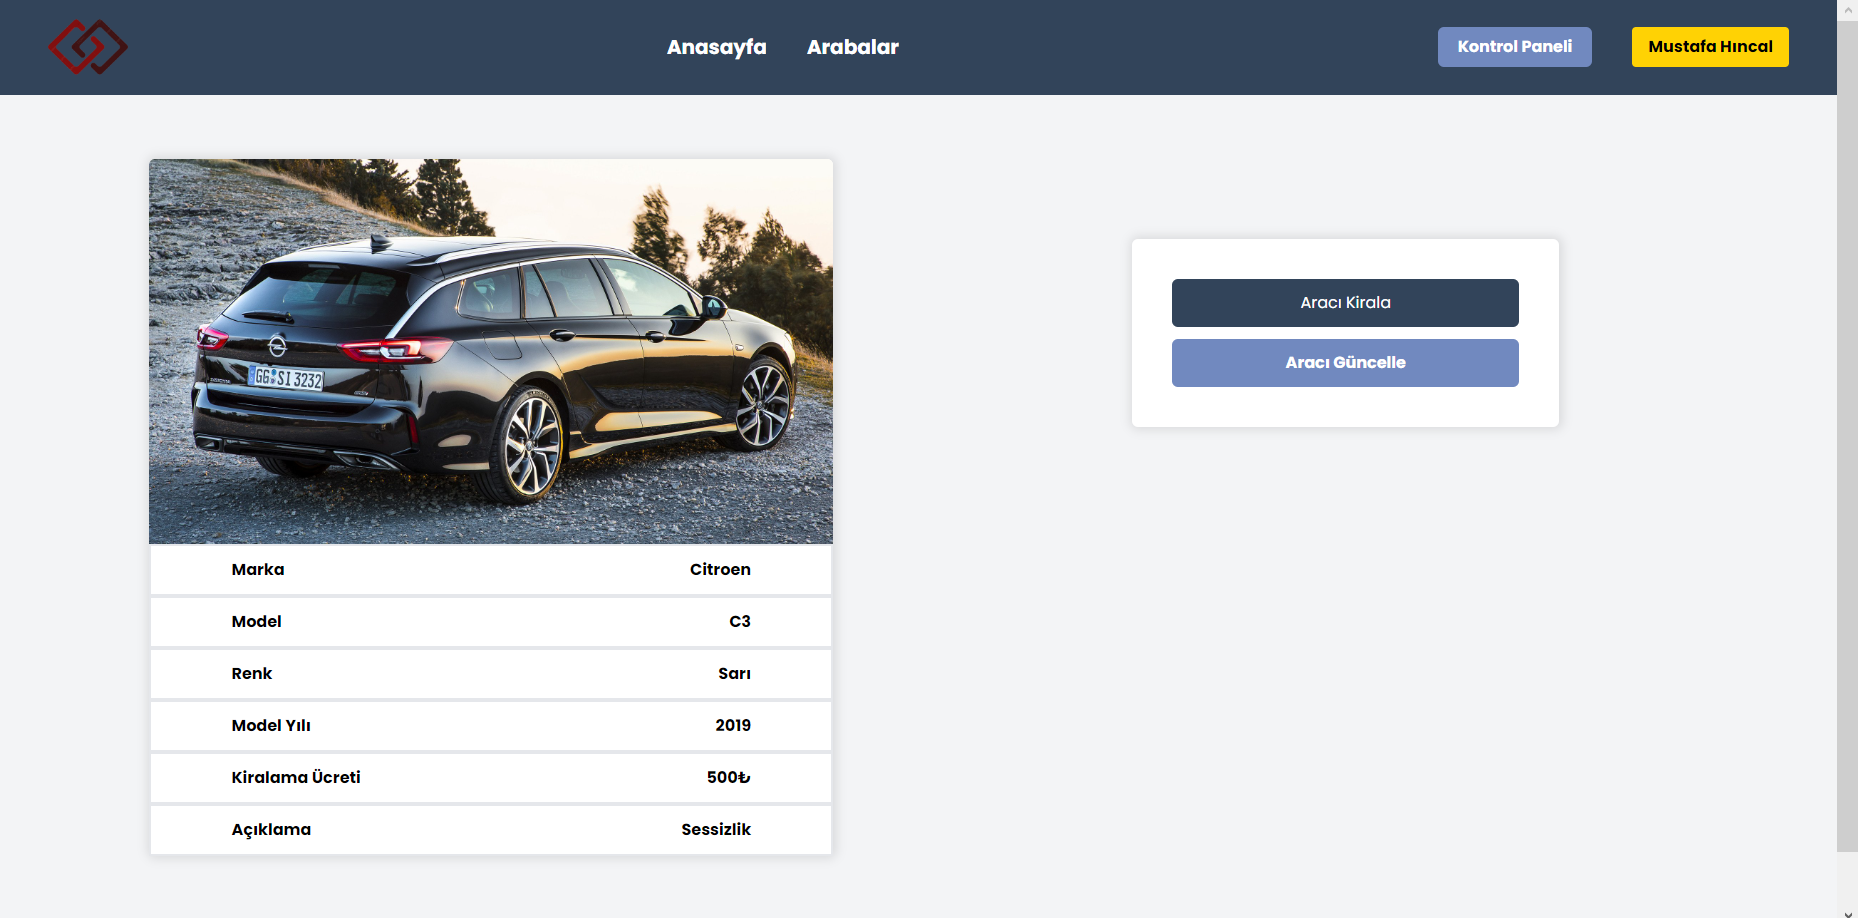 Anasayfa Arabalar Kontrol Paneli Mustafa Hıncal
GG SI 3232
Aracı Kirala
Aracı Güncelle
Marka Citroen
Model C3
Renk Sarı
Model Yılı 2019
Kiralama Ücreti 500₺
Açıklama Sessizlik